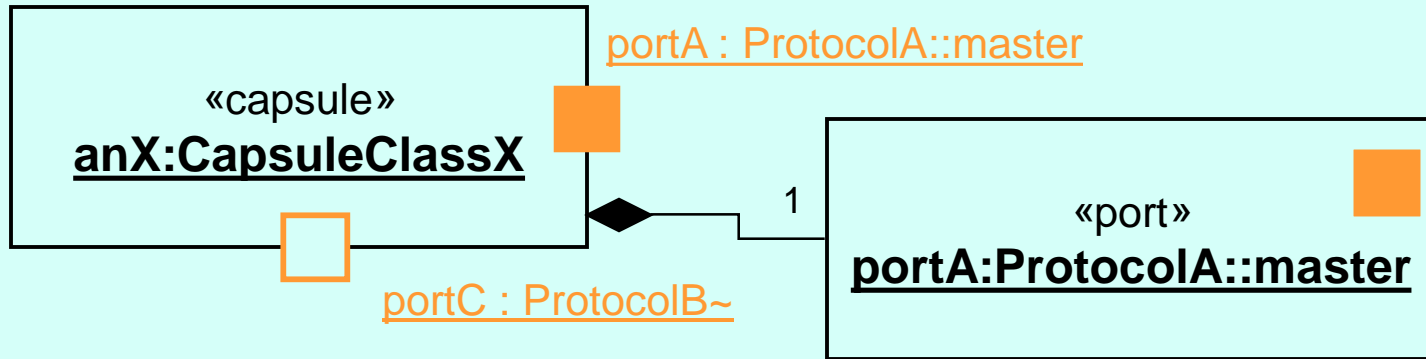 portA : ProtocolA::master
«capsule»
anX:CapsuleClassX
1
«port»
portA:ProtocolA::master
portC : ProtocolB~